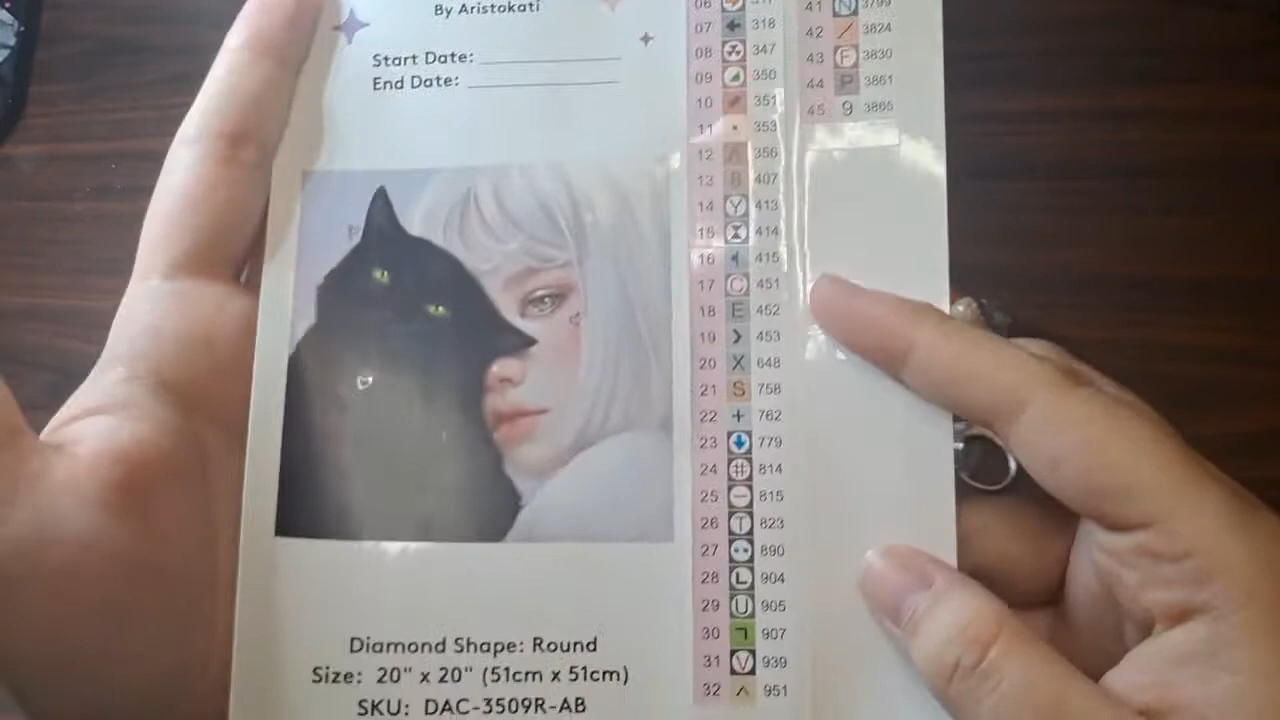 By Aristokati
Start Date:
End Date:
Diamond Shape: Round
Size: 20" x 20" (51cm x 51cm)
SKU: DAC-3509R-AB
06
07 318
08 347
09 350
10 351
11 353
12 356
13 B 407
14 Y 413
15 414
16 415
17 C 451
18 E 452
19 453
20 X 648
21 S 758
22 + 762
23 779
24 # 814
25 − 815
26 T 823
27 890
28 L 904
29 U 905
30 907
31 V 939
32 951
41 N 3799
42 / 3824
43 F 3830
44 P 3861
45 9 3865